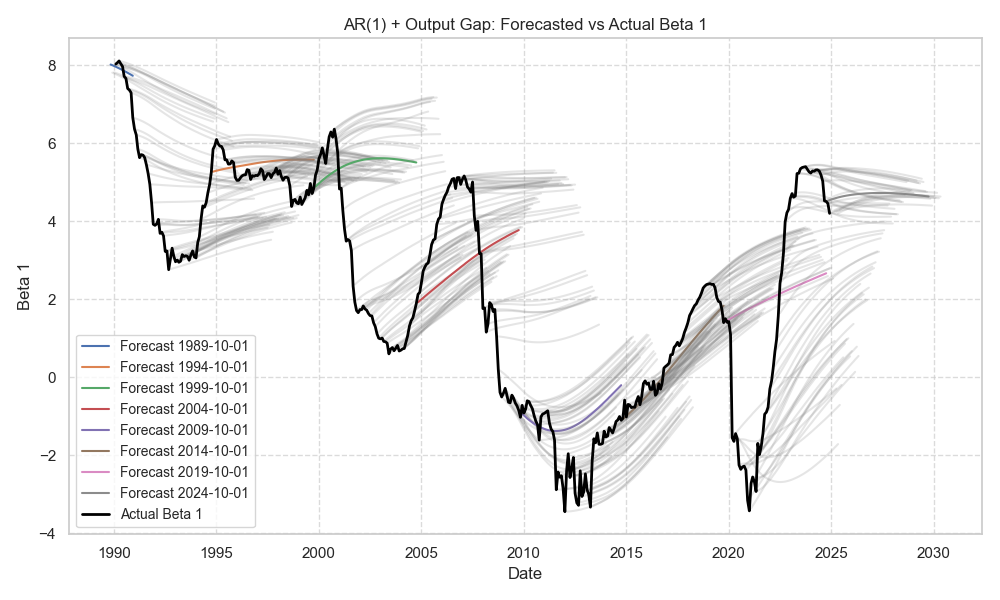 AR(1) + Output Gap: Forecasted vs Actual Beta 1
Beta 1
8
6
4
2
0
−2
−4
Forecast 1989-10-01
Forecast 1994-10-01
Forecast 1999-10-01
Forecast 2004-10-01
Forecast 2009-10-01
Forecast 2014-10-01
Forecast 2019-10-01
Forecast 2024-10-01
Actual Beta 1
1990 1995 2000 2005 2010 2015 2020 2025 2030
Date